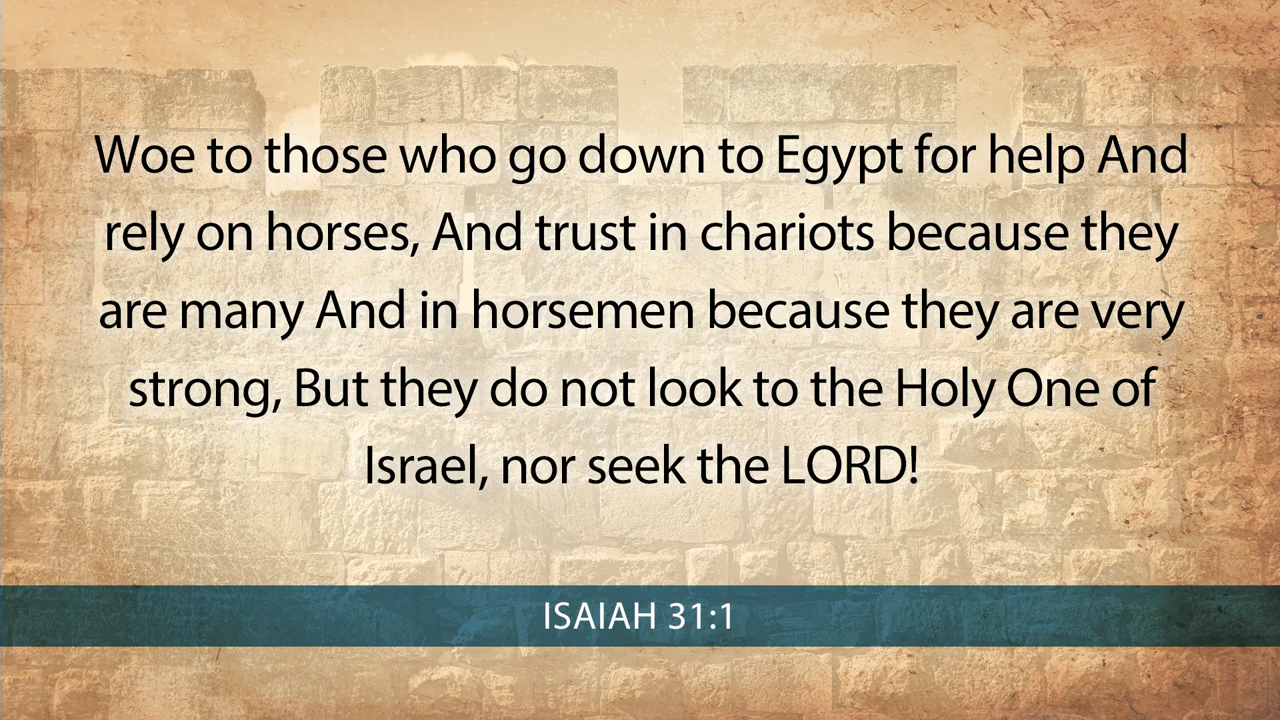 Woe to those who go down to Egypt for help And
rely on horses, And trust in chariots because they
are many And in horsemen because they are very
strong, But they do not look to the Holy One of
Israel, nor seek the LORD!
ISAIAH 31:1